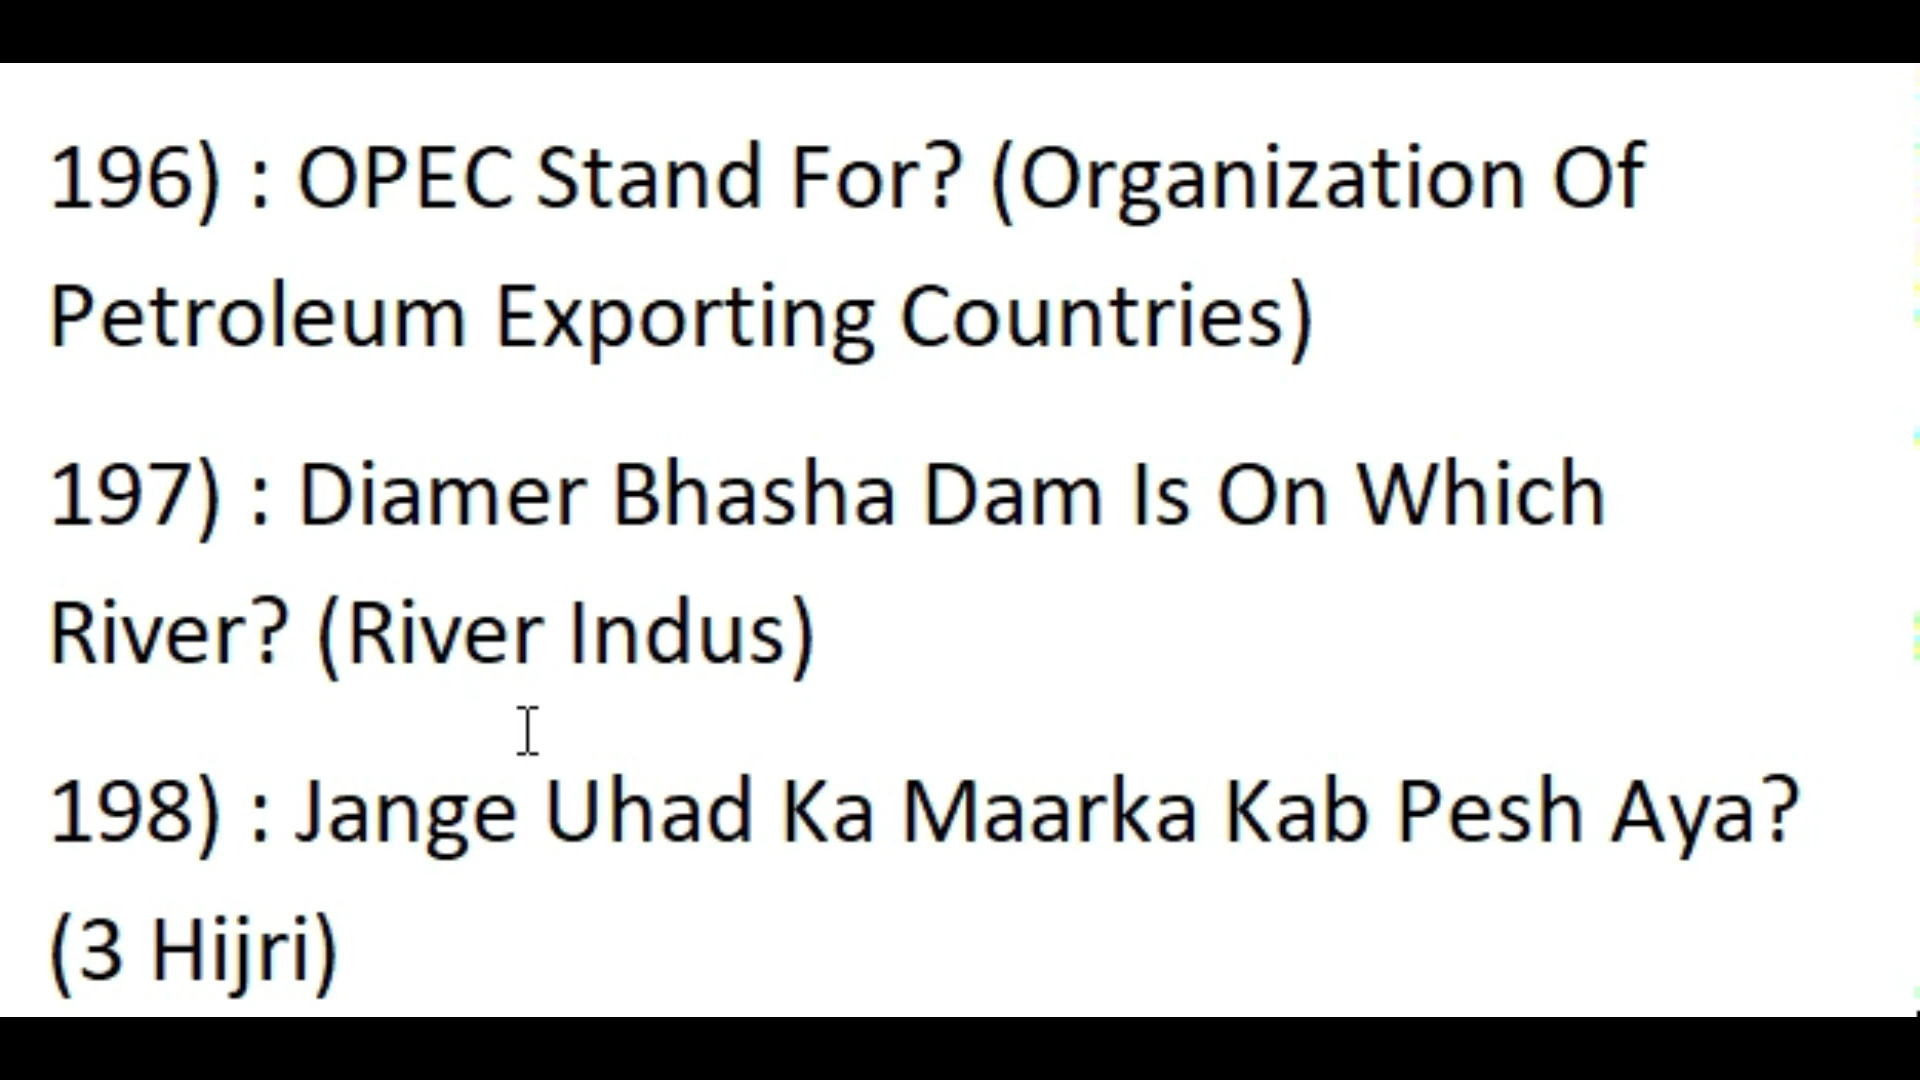 196) : OPEC Stand For? (Organization Of
Petroleum Exporting Countries)
197) : Diamer Bhasha Dam Is On Which
River? (River Indus)
198) : Jange Uhad Ka Maarka Kab Pesh Aya?
(3 Hijri)